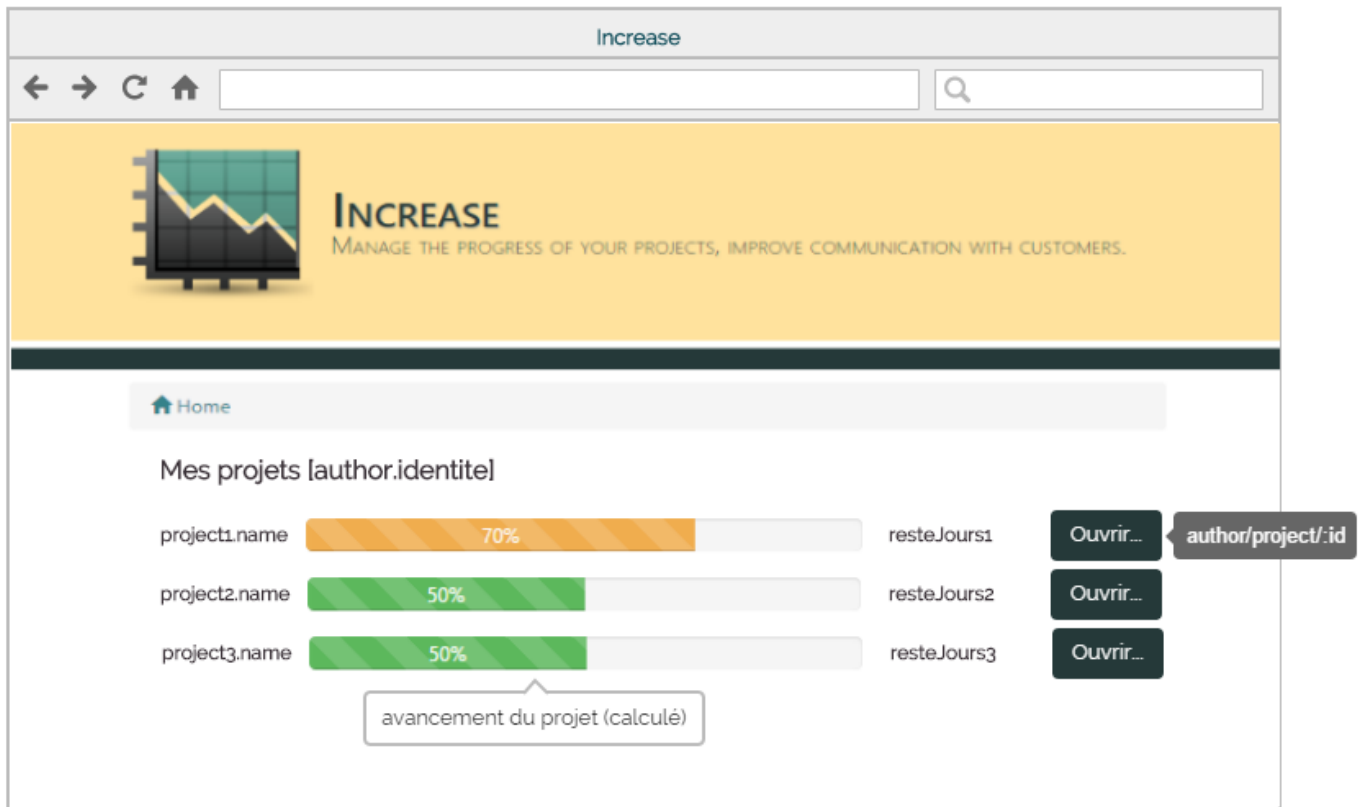 Increase
INCREASE
MANAGE THE PROGRESS OF YOUR PROJECTS, IMPROVE COMMUNICATION WITH CUSTOMERS.
Home
Mes projets [author.identite]
project1.name 70% resteJours1 Ouvrir... author/project/:id
project2.name 50% resteJours2 Ouvrir...
project3.name 50% resteJours3 Ouvrir...
avancement du projet (calculé)